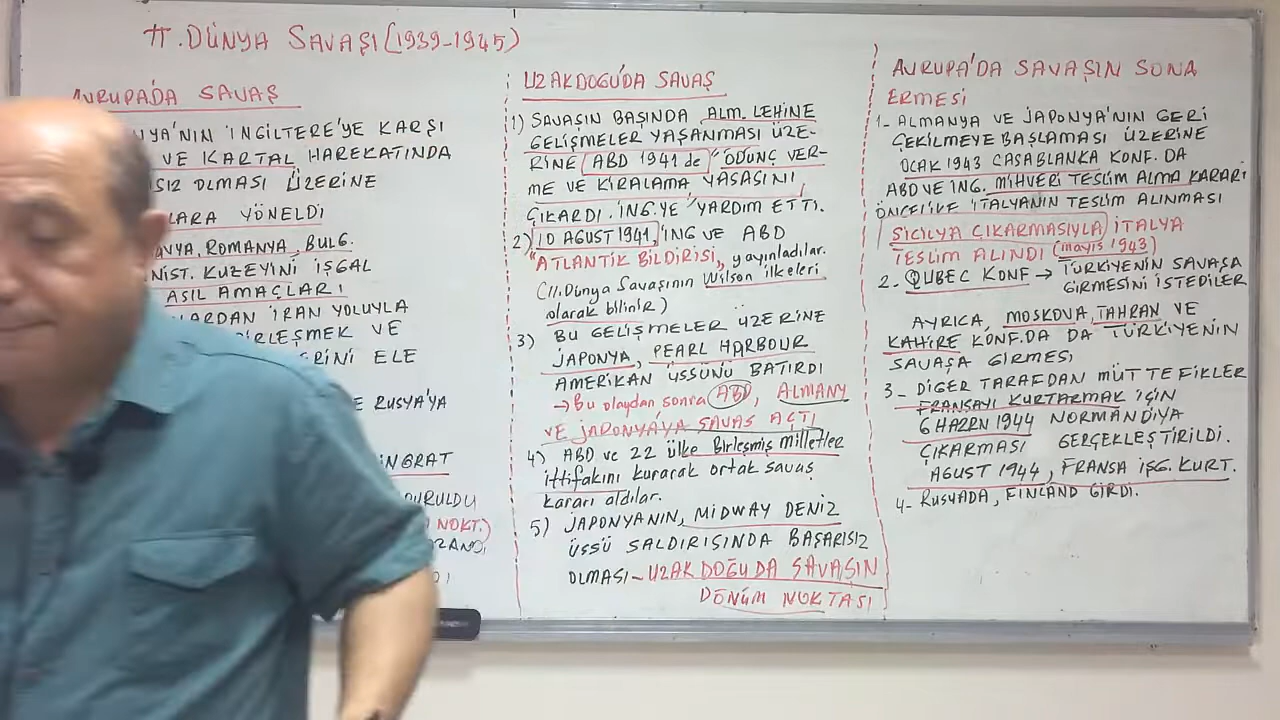 II. DÜNYA SAVAŞI (1939-1945)
AVRUPA'DA SAVAŞ
YA'NIN İNGİLTERE'YE KARŞI
VE KARTAL HAREKATINDA
SIZ OLMASI ÜZERİNE
LARA YÖNELDİ
VYA, ROMANYA, BULG.
NİST. KUZEYİNİ İŞGAL
ASIL AMAÇLARI
LARDAN İRAN YOLUYLA
İRLEŞMEK VE
ERİNİ ELE
E RUSYA'YA
İNGRAT
DURULDU
NOKT.)
UZAKDOĞU'DA SAVAŞ
1) SAVAŞIN BAŞINDA ALM. LEHİNE
GELİŞMELER YAŞANMASI ÜZE-
RİNE ABD 1941 de "ÖDÜNÇ VER-
ME VE KİRALAMA YASASINI
ÇIKARDI. İNG.YE "YARDIM ETTİ.
2) 10 AGUST 1941, İNG VE ABD
"ATLANTİK BİLDİRİSİ,, yayınladılar.
(II.Dünya Savaşının Wilson ilkeleri
olarak bilinir)
3) BU GELİŞMELER ÜZERİNE
JAPONYA, PEARL HARBOUR
AMERİKAN ÜSSÜNÜ BATIRDI
→ Bu olaydan sonra ABD, ALMANY
VE JAPONYA'YA SAVAŞ AÇTI
4) ABD ve 22 ülke Birleşmiş milletler
ittifakını kurarak ortak savaş
kararı aldılar.
5) JAPONYANIN, MİDWAY DENİZ
ÜSSÜ SALDIRISINDA BAŞARISIZ
OLMASI - UZAK DOĞUDA SAVAŞIN
DÖNÜM NOKTASI
AVRUPA'DA SAVAŞIN SONA
ERMESİ
1- ALMANYA VE JAPONYA'NIN GERİ
ÇEKİLMEYE BAŞLAMASI ÜZERİNE
OCAK 1943 CASABLANKA KONF. DA
ABD VE İNG. MİHVERİ TESLİM ALMA KARARI
ÖNCELİVE İTALYANIN TESLİM ALINMASI
SİCİLYA ÇIKARMASIYLA İTALYA
TESLİM ALINDI (mayıs 1943)
2- QUBEC KONF → TÜRKİYENİN SAVAŞA
GİRMESİNİ İSTEDİLER
AYRICA, MOSKOVA, TAHRAN VE
KAHİRE KONF.DA DA TÜRKİYENİN
SAVAŞA GİRMESİ
3- DİGER TARAFDAN MÜTTEFİKLER
FRANSAYI KURTARMAK İÇİN
6 HAZRN 1944 NORMANDİYA
ÇIKARMASI GERÇEKLEŞTİRİLDİ.
AGUST 1944, FRANSA İŞG. KURT.
4- RUSYADA, FİNLAND GİRDİ.